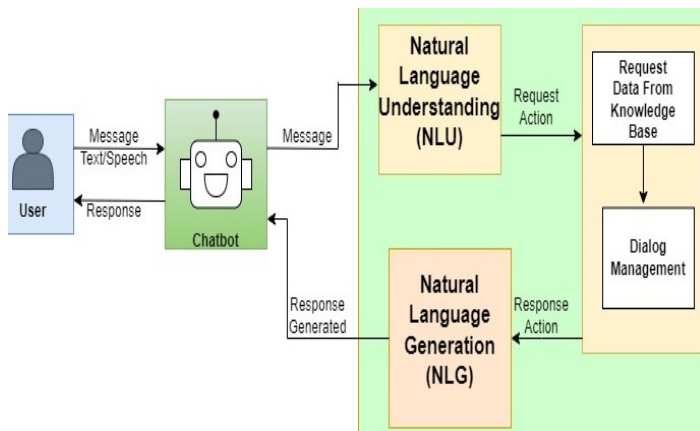 User
Message
Text/Speech
Response
Chatbot
Message
Natural
Language
Understanding
(NLU)
Request
Action
Request
Data From
Knowledge
Base
Dialog
Management
Response
Action
Natural
Language
Generation
(NLG)
Response
Generated